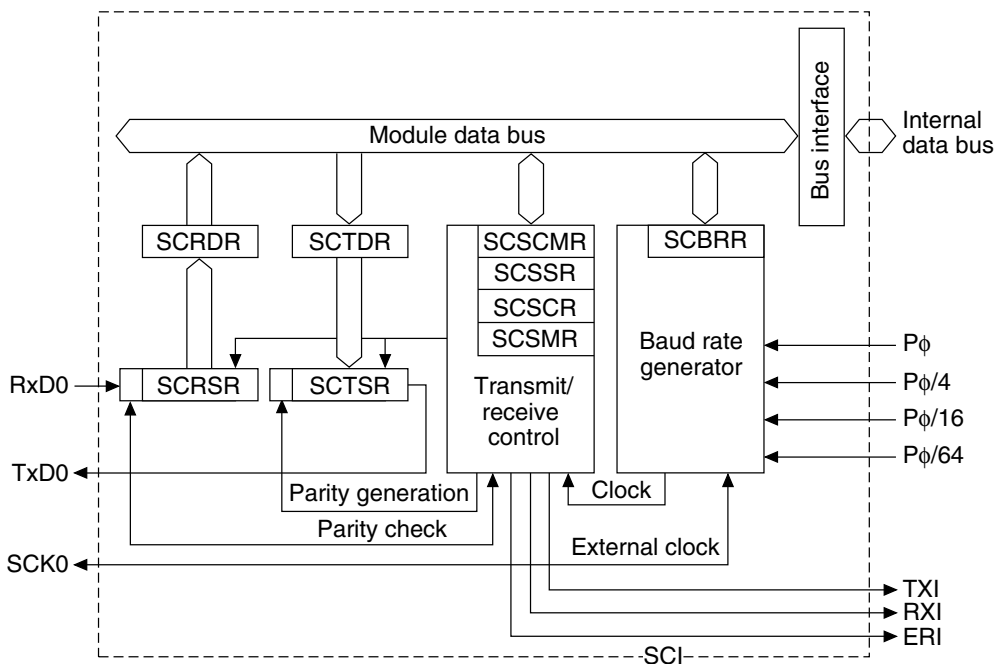 Bus interface
Internal
data bus
Module data bus
SCRDR
SCTDR
SCSCMR
SCSSR
SCSCR
SCSMR
Transmit/
receive
control
SCBRR
Baud rate
generator
Pϕ
Pϕ/4
Pϕ/16
Pϕ/64
RxD0
SCRSR
SCTSR
TxD0
Parity generation
Clock
Parity check
External clock
SCK0
TXI
RXI
ERI
SCI